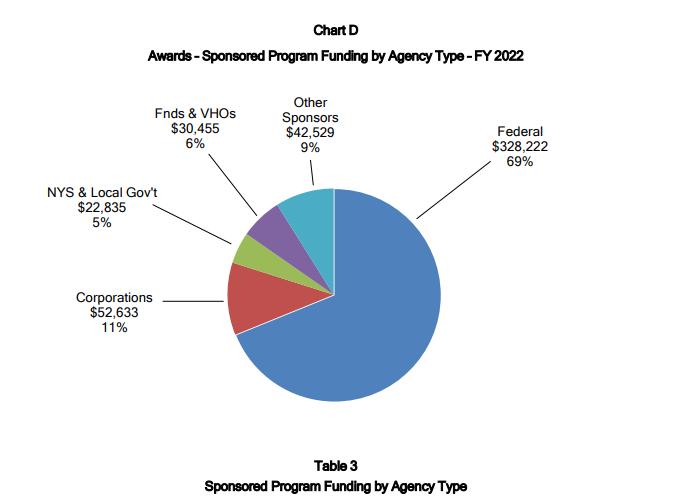 Chart D
Awards - Sponsored Program Funding by Agency Type - FY 2022
Other
Sponsors
$42,529
9%
Fnds & VHOs
$30,455
6%
Federal
$328,222
69%
NYS & Local Gov't
$22,835
5%
Corporations
$52,633
11%
Table 3
Sponsored Program Funding by Agency Type